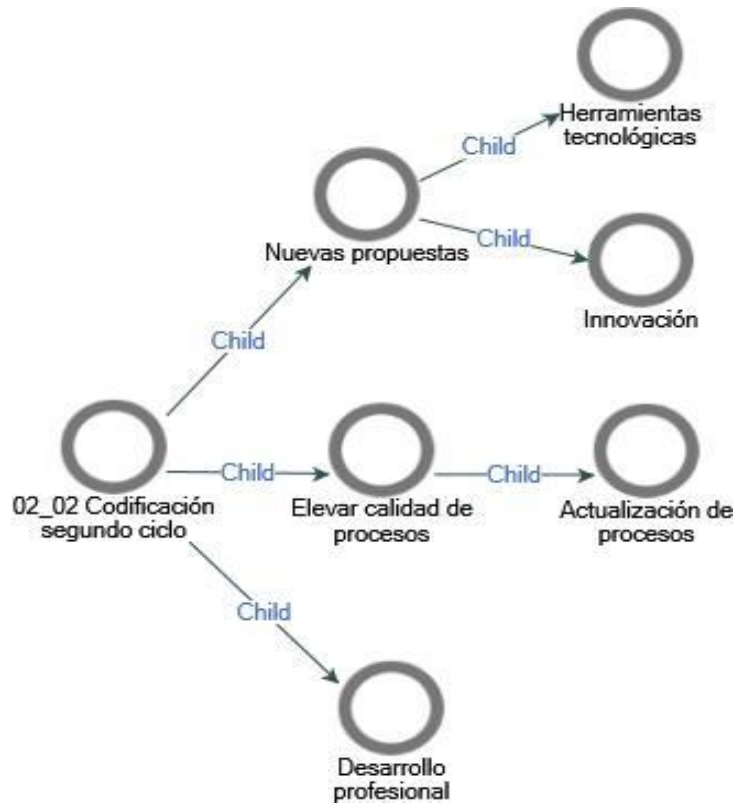 Herramientas
tecnológicas
Child
Nuevas propuestas
Child
Innovación
Child
02_02 Codificación
segundo ciclo
Child
Elevar calidad de
procesos
Child
Actualización de
procesos
Child
Desarrollo
profesional